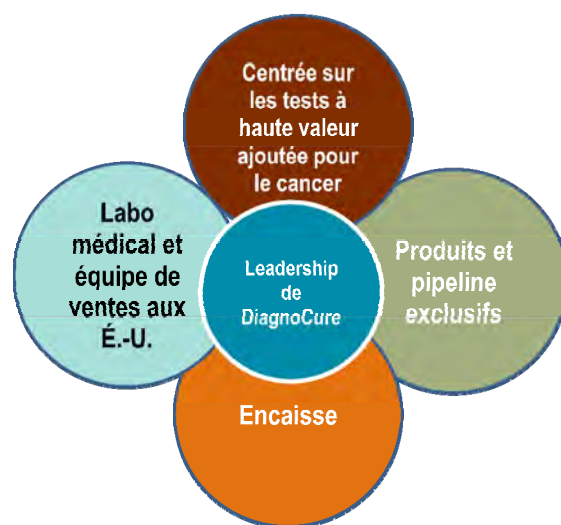 Centrée sur
les tests à
haute valeur
ajoutée pour
le cancer
Labo
médical et
équipe de
ventes aux
É.-U.
Leadership
de
DiagnoCure
Produits et
pipeline
exclusifs
Encaisse